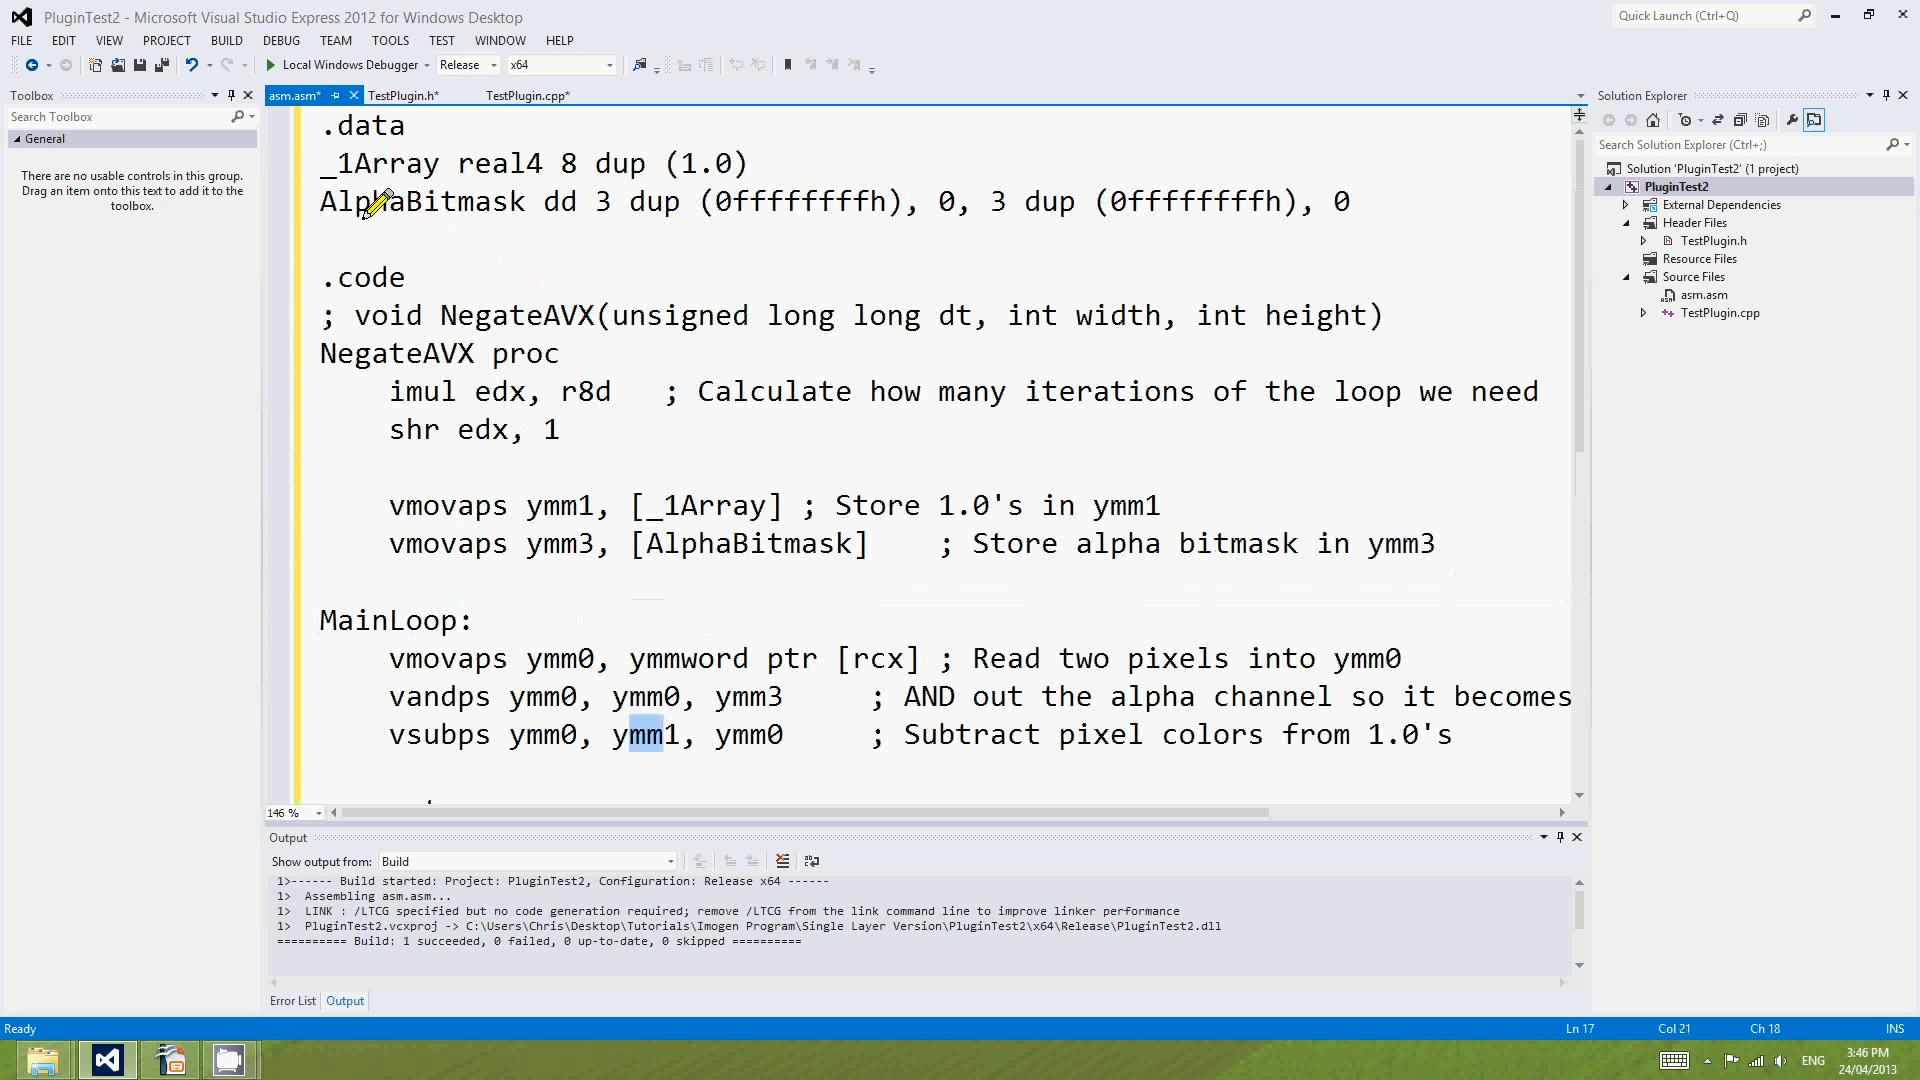 PluginTest2 - Microsoft Visual Studio Express 2012 for Windows Desktop
Quick Launch (Ctrl+Q)
FILE EDIT VIEW PROJECT BUILD DEBUG TEAM TOOLS TEST WINDOW HELP
Local Windows Debugger Release x64
Toolbox
Search Toolbox
General
There are no usable controls in this group.
Drag an item onto this text to add it to the
toolbox.
asm.asm* TestPlugin.h* TestPlugin.cpp*
.data
_1Array real4 8 dup (1.0)
AlphaBitmask dd 3 dup (0ffffffffh), 0, 3 dup (0ffffffffh), 0
.code
; void NegateAVX(unsigned long long dt, int width, int height)
NegateAVX proc
imul edx, r8d ; Calculate how many iterations of the loop we need
shr edx, 1
vmovaps ymm1, [_1Array] ; Store 1.0's in ymm1
vmovaps ymm3, [AlphaBitmask] ; Store alpha bitmask in ymm3
MainLoop:
vmovaps ymm0, ymmword ptr [rcx] ; Read two pixels into ymm0
vandps ymm0, ymm0, ymm3 ; AND out the alpha channel so it becomes
vsubps ymm0, ymm1, ymm0 ; Subtract pixel colors from 1.0's
146 %
Output
Show output from: Build
1>------ Build started: Project: PluginTest2, Configuration: Release x64 ------
1> Assembling asm.asm...
1> LINK : /LTCG specified but no code generation required; remove /LTCG from the link command line to improve linker performance
1> PluginTest2.vcxproj -> C:\Users\Chris\Desktop\Tutorials\Imogen Program\Single Layer Version\PluginTest2\x64\Release\PluginTest2.dll
========== Build: 1 succeeded, 0 failed, 0 up-to-date, 0 skipped ==========
Error List Output
Solution Explorer
Search Solution Explorer (Ctrl+;)
Solution 'PluginTest2' (1 project)
PluginTest2
External Dependencies
Header Files
TestPlugin.h
Resource Files
Source Files
asm.asm
TestPlugin.cpp
Ready Ln 17 Col 21 Ch 18 INS
ENG
3:46 PM
24/04/2013